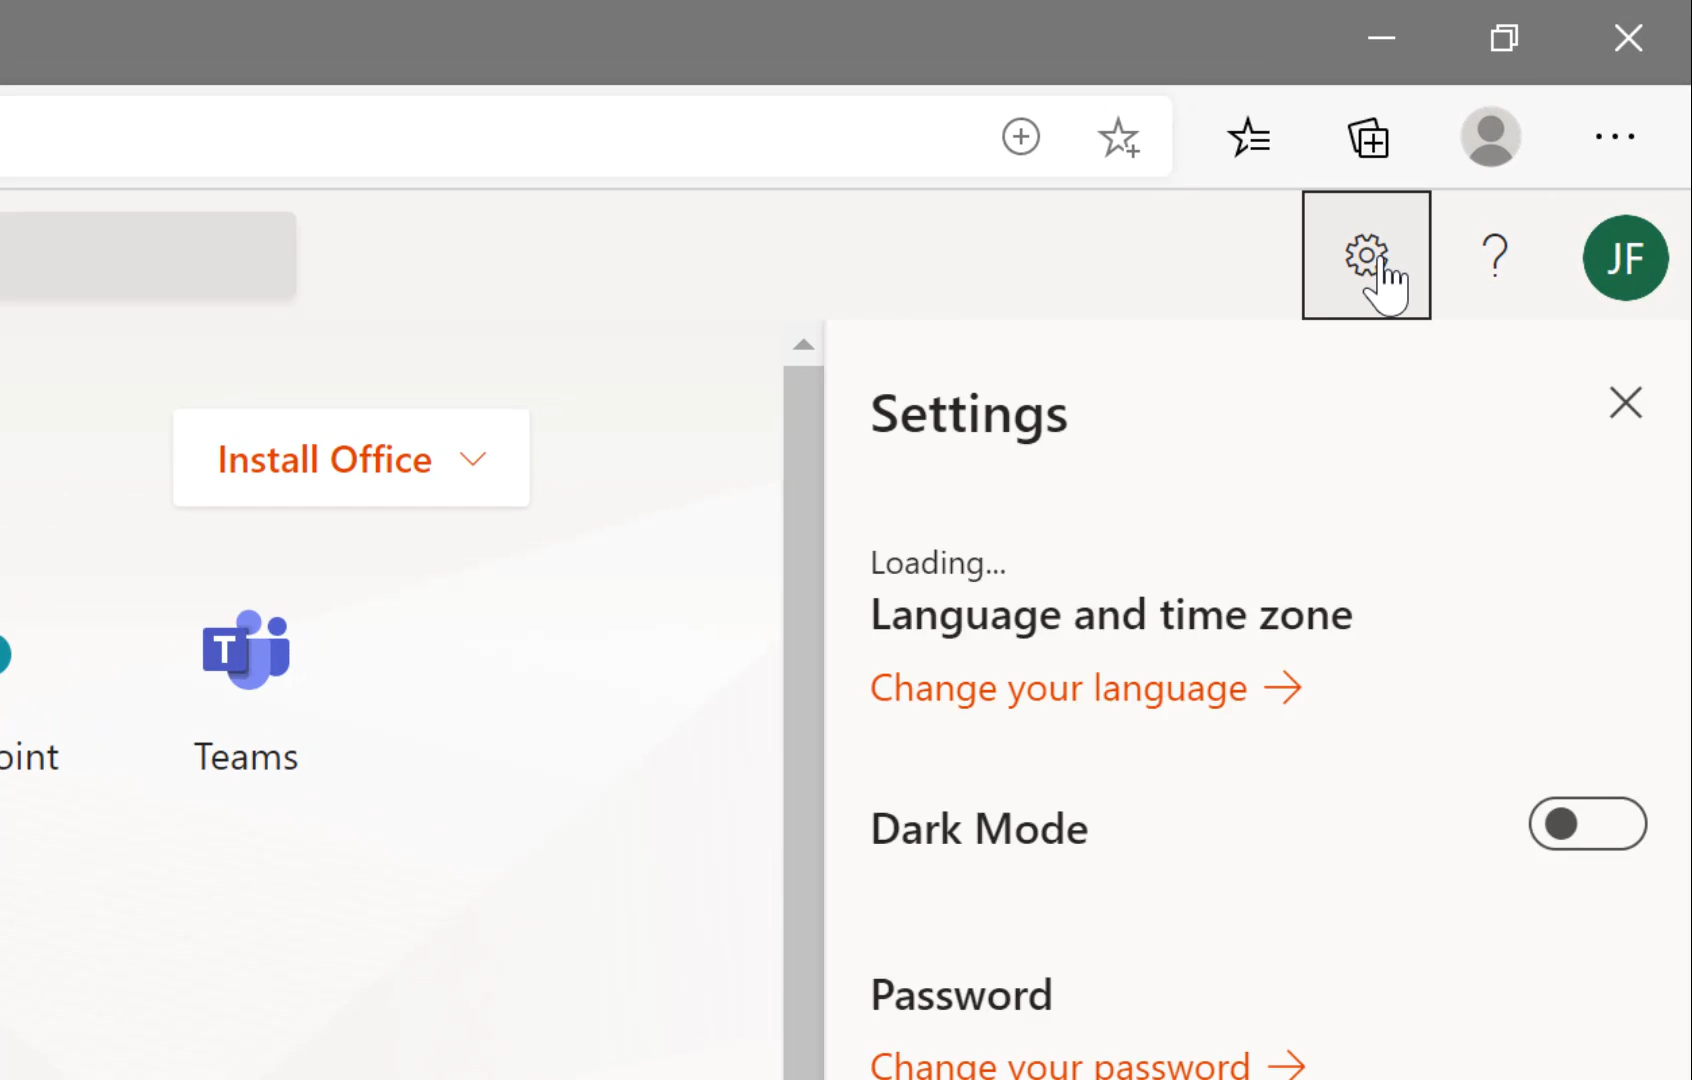 JF
Settings
Install Office
Loading...
Language and time zone
Change your language
T
oint
Teams
Dark Mode
Password
Change your password